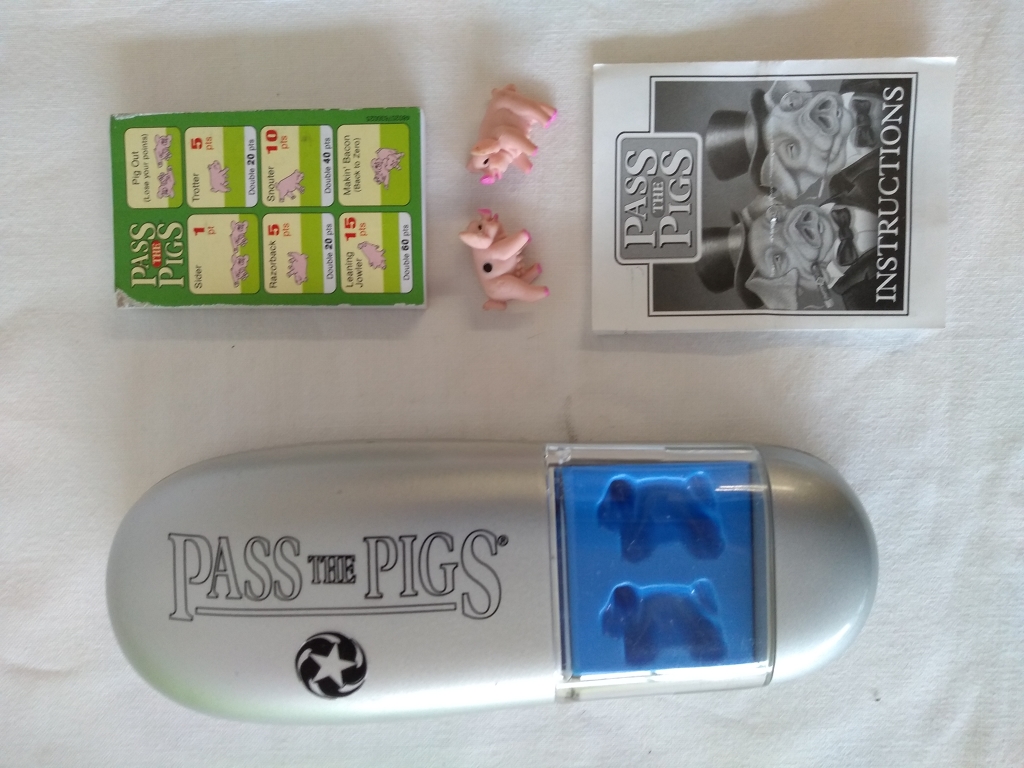 PASS
THE
PIGS
Pig Out
(Lose your points)
Sider
1
pt
Trotter
5
pts
Double 20 pts
Razorback
5
pts
Double 20 pts
Snouter
10
pts
Double 40 pts
Leaning
Jowler
15
pts
Double 60 pts
Makin' Bacon
(Back to Zero)
PASS
THE
PIGS
INSTRUCTIONS
PASS THE PIGS®